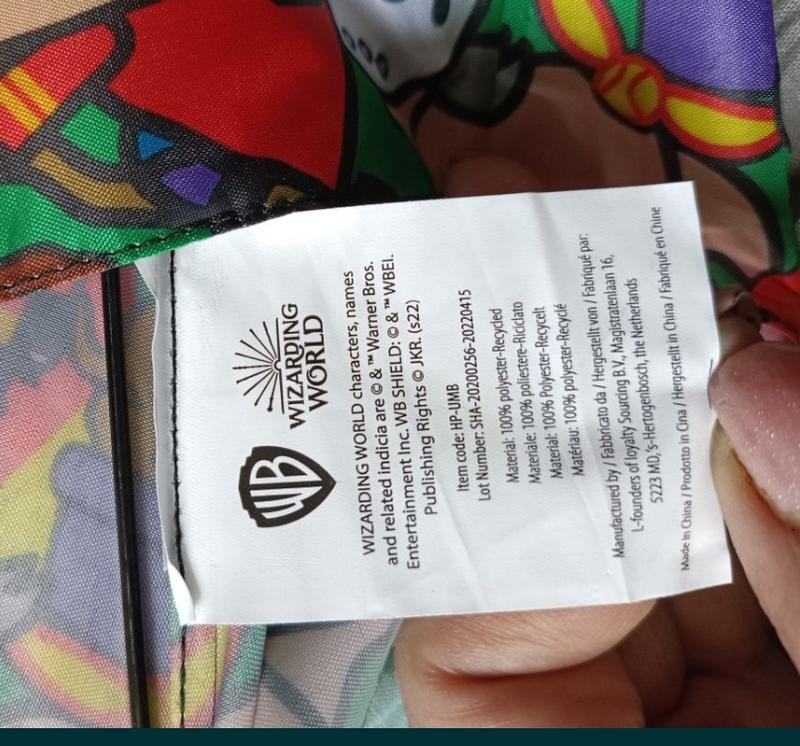 WB
WIZARDING
WORLD
WIZARDING WORLD characters, names
and related indicia are © & ™ Warner Bros.
Entertainment Inc. WB SHIELD: © & ™ WBEI.
Publishing Rights © JKR. (s22)
Item code: HP-UMB
Lot Number: SHA-20200256-20220415
Material: 100% polyester-Recycled
Materiale: 100% poliestere-Riciclato
Material: 100% Polyester-Recycelt
Matériau: 100% polyester-Recyclé
Manufactured by / Fabbricato da / Hergestellt von / Fabriqué par:
L-founders of loyalty Sourcing B.V., Magistratenlaan 16,
5223 MD, 's-Hertogenbosch, the Netherlands
Made in China / Prodotto in Cina / Hergestellt in China / Fabriqué en Chine